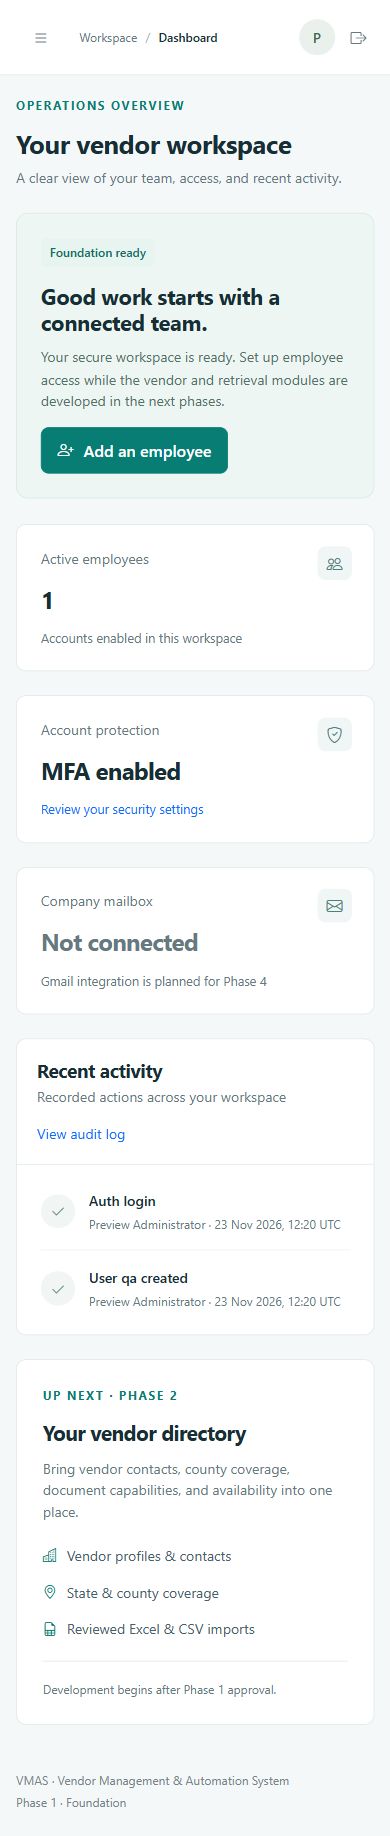 Workspace / Dashboard
P
OPERATIONS OVERVIEW
Your vendor workspace
A clear view of your team, access, and recent activity.
Foundation ready
Good work starts with a
connected team.
Your secure workspace is ready. Set up employee
access while the vendor and retrieval modules are
developed in the next phases.
Add an employee
Active employees
1
Accounts enabled in this workspace
Account protection
MFA enabled
Review your security settings
Company mailbox
Not connected
Gmail integration is planned for Phase 4
Recent activity
Recorded actions across your workspace
View audit log
Auth login
Preview Administrator · 23 Nov 2026, 12:20 UTC
User qa created
Preview Administrator · 23 Nov 2026, 12:20 UTC
UP NEXT · PHASE 2
Your vendor directory
Bring vendor contacts, county coverage,
document capabilities, and availability into one
place.
Vendor profiles & contacts
State & county coverage
Reviewed Excel & CSV imports
Development begins after Phase 1 approval.
VMAS · Vendor Management & Automation System
Phase 1 · Foundation